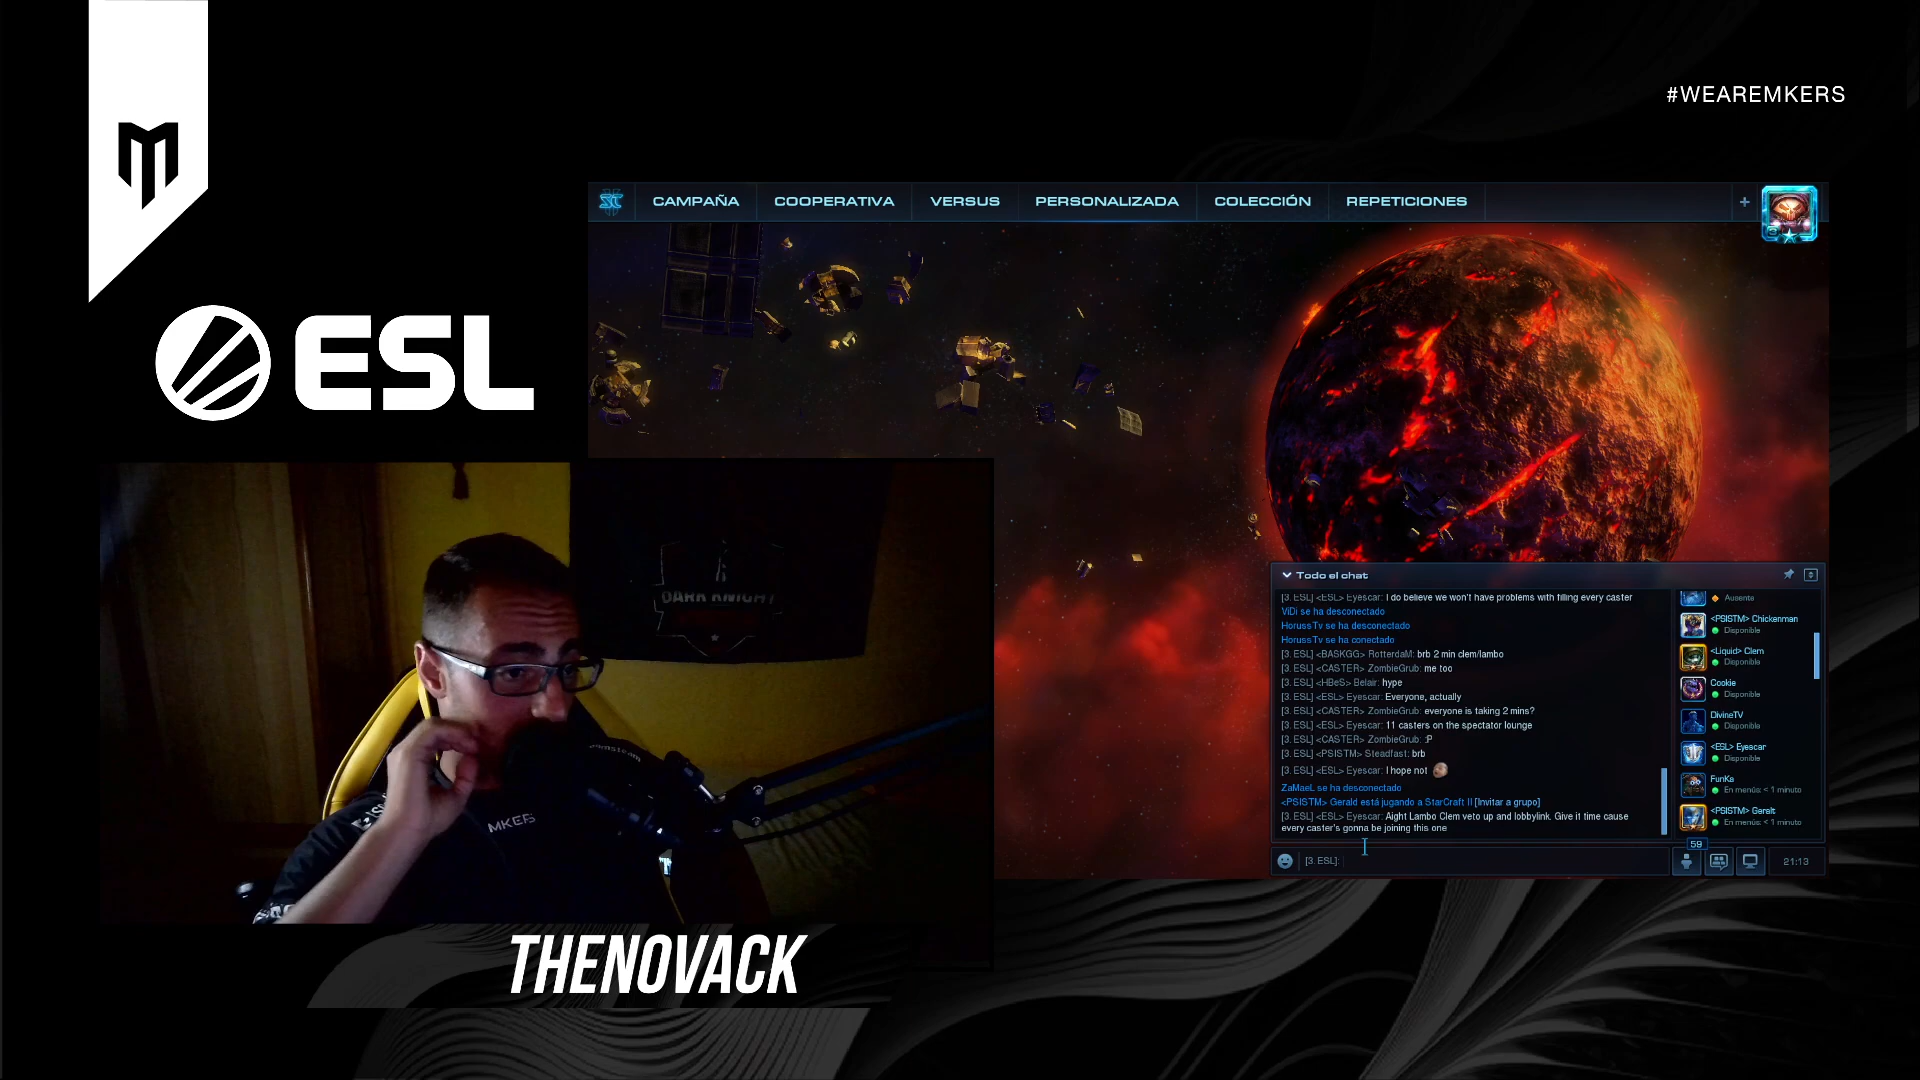 #WEAREMKERS
ESL
CAMPAÑA COOPERATIVA VERSUS PERSONALIZADA COLECCIÓN REPETICIONES
DARK KNIGHT
MKERS
THENOVACK
Todo el chat
[3. ESL] <ESL> Eyescar: I do believe we won't have problems with filling every caster
ViDi se ha desconectado
HorussTv se ha desconectado
HorussTv se ha conectado
[3. ESL] <BASKGG> RotterdaM: brb 2 min clem/lambo
[3. ESL] <CASTER> ZombieGrub: me too
[3. ESL] <HBeS> Belair: hype
[3. ESL] <ESL> Eyescar: Everyone, actually
[3. ESL] <CASTER> ZombieGrub: everyone is taking 2 mins?
[3. ESL] <ESL> Eyescar: 11 casters on the spectator lounge
[3. ESL] <CASTER> ZombieGrub: :P
[3. ESL] <PSISTM> Steadfast: brb
[3. ESL] <ESL> Eyescar: I hope not
ZaMaeL se ha desconectado
<PSISTM> Gerald está jugando a StarCraft II [Invitar a grupo]
[3. ESL] <ESL> Eyescar: Aight Lambo Clem veto up and lobbylink. Give it time cause
every caster's gonna be joining this one
[3. ESL]:
Ausente
<PSISTM> Chickenman
Disponible
<Liquid> Clem
Disponible
Cookie
Disponible
DivineTV
Disponible
<ESL> Eyescar
Disponible
FunKa
En menús: < 1 minuto
<PSISTM> Geralt
En menús: < 1 minuto
59
21:13